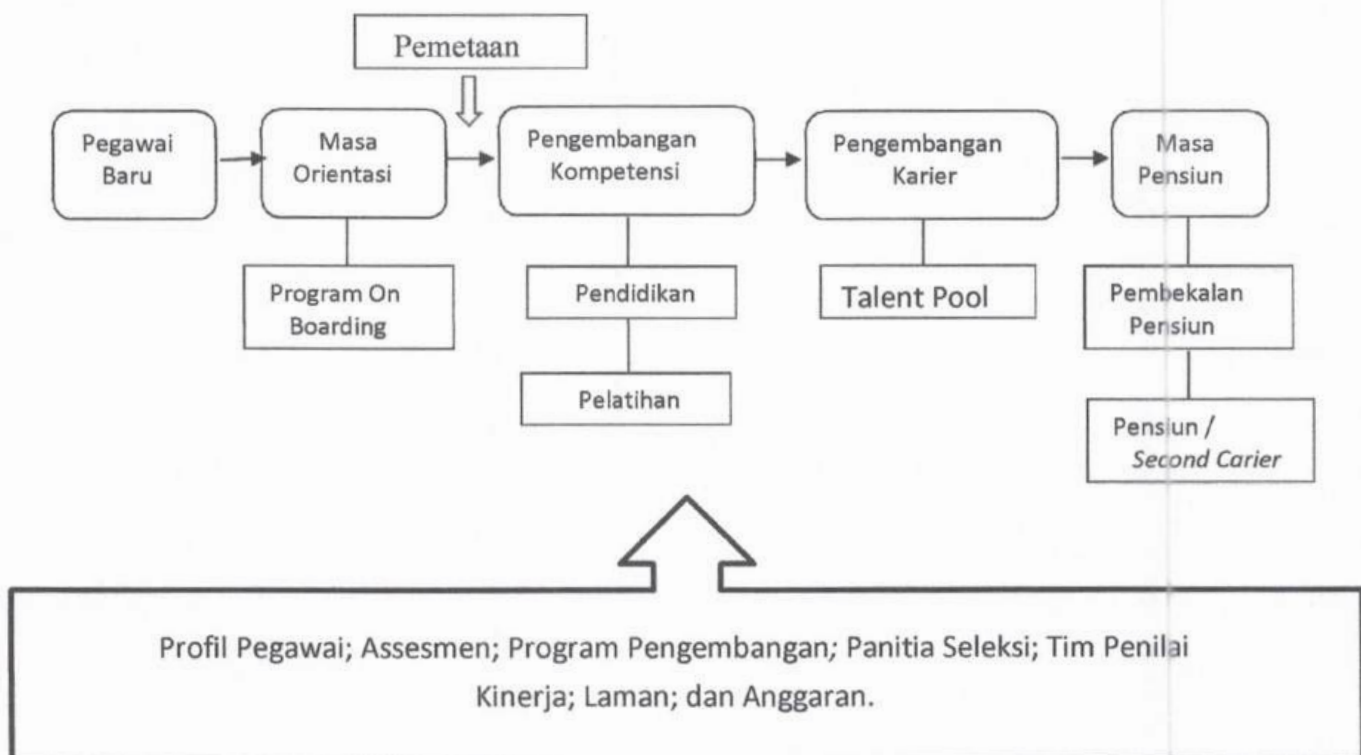 Pemetaan
Pegawai
Baru
Masa
Orientasi
Pengembangan
Kompetensi
Pengembangan
Karier
Masa
Pensiun
Program On
Boarding
Pendidikan
Pelatihan
Talent Pool
Pembekalan
Pensiun
Pensiun /
Second Carier
Profil Pegawai; Assesmen; Program Pengembangan; Panitia Seleksi; Tim Penilai
Kinerja; Laman; dan Anggaran.